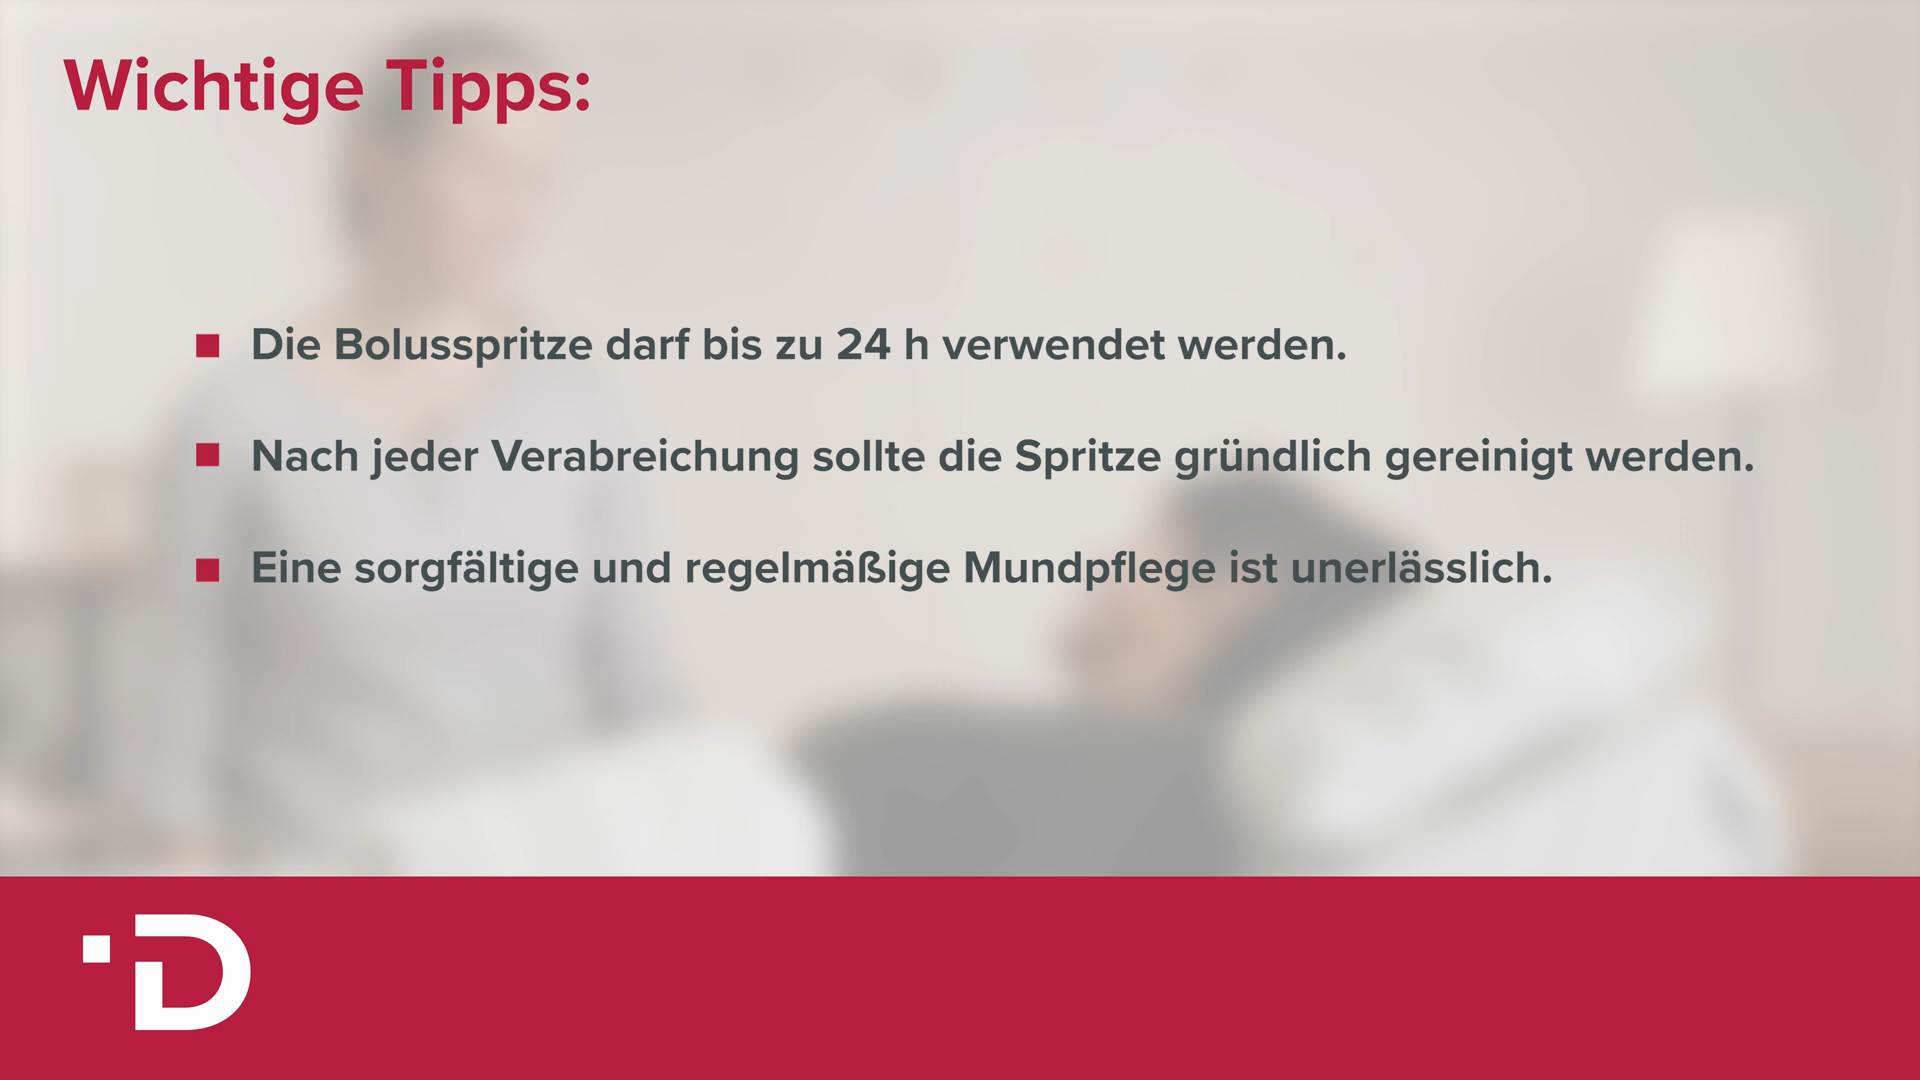 Wichtige Tipps:
Die Bolusspritze darf bis zu 24 h verwendet werden.
Nach jeder Verabreichung sollte die Spritze gründlich gereinigt werden.
Eine sorgfältige und regelmäßige Mundpflege ist unerlässlich.
D